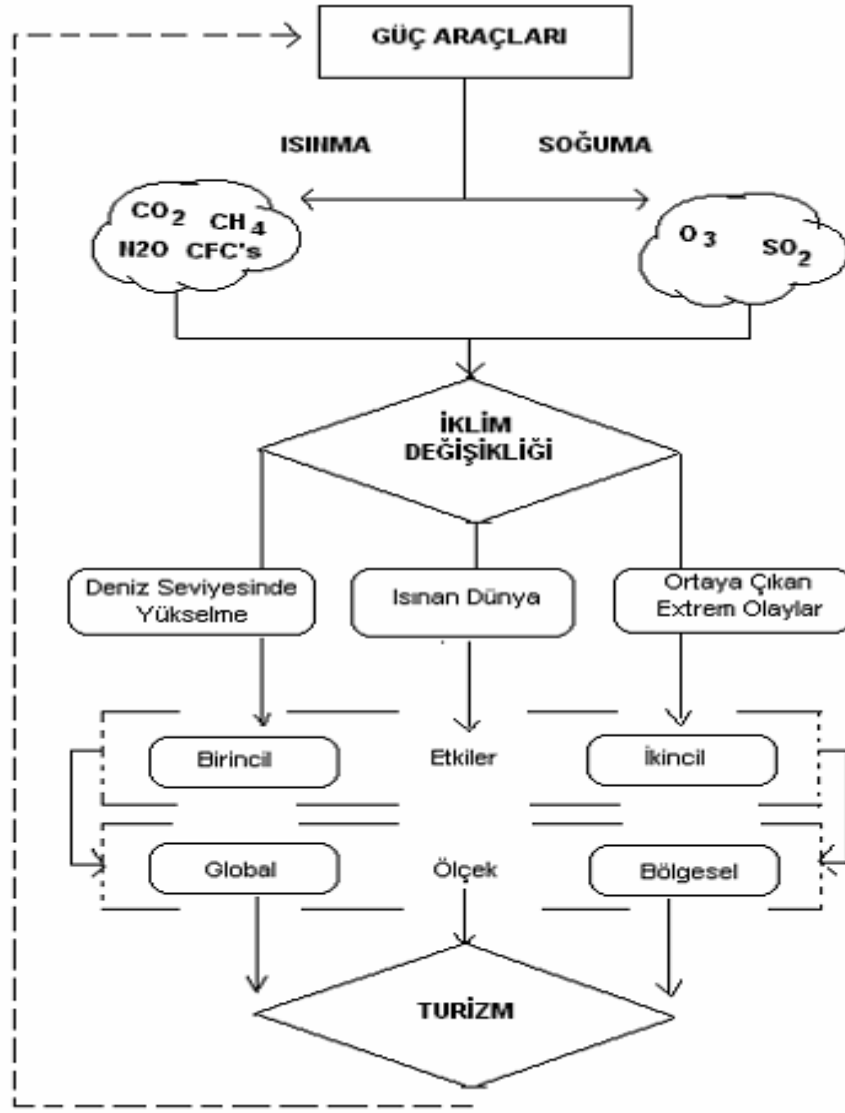 GÜÇ ARAÇLARI
ISINMA
SOĞUMA
CO2 CH4
N2O CFC's
O3 SO2
İKLİM
DEĞİŞİKLİĞİ
Deniz Seviyesinde
Yükselme
Isınan Dünya
Ortaya Çıkan
Extrem Olaylar
Birincil
Etkiler
İkincil
Global
Ölçek
Bölgesel
TURİZM